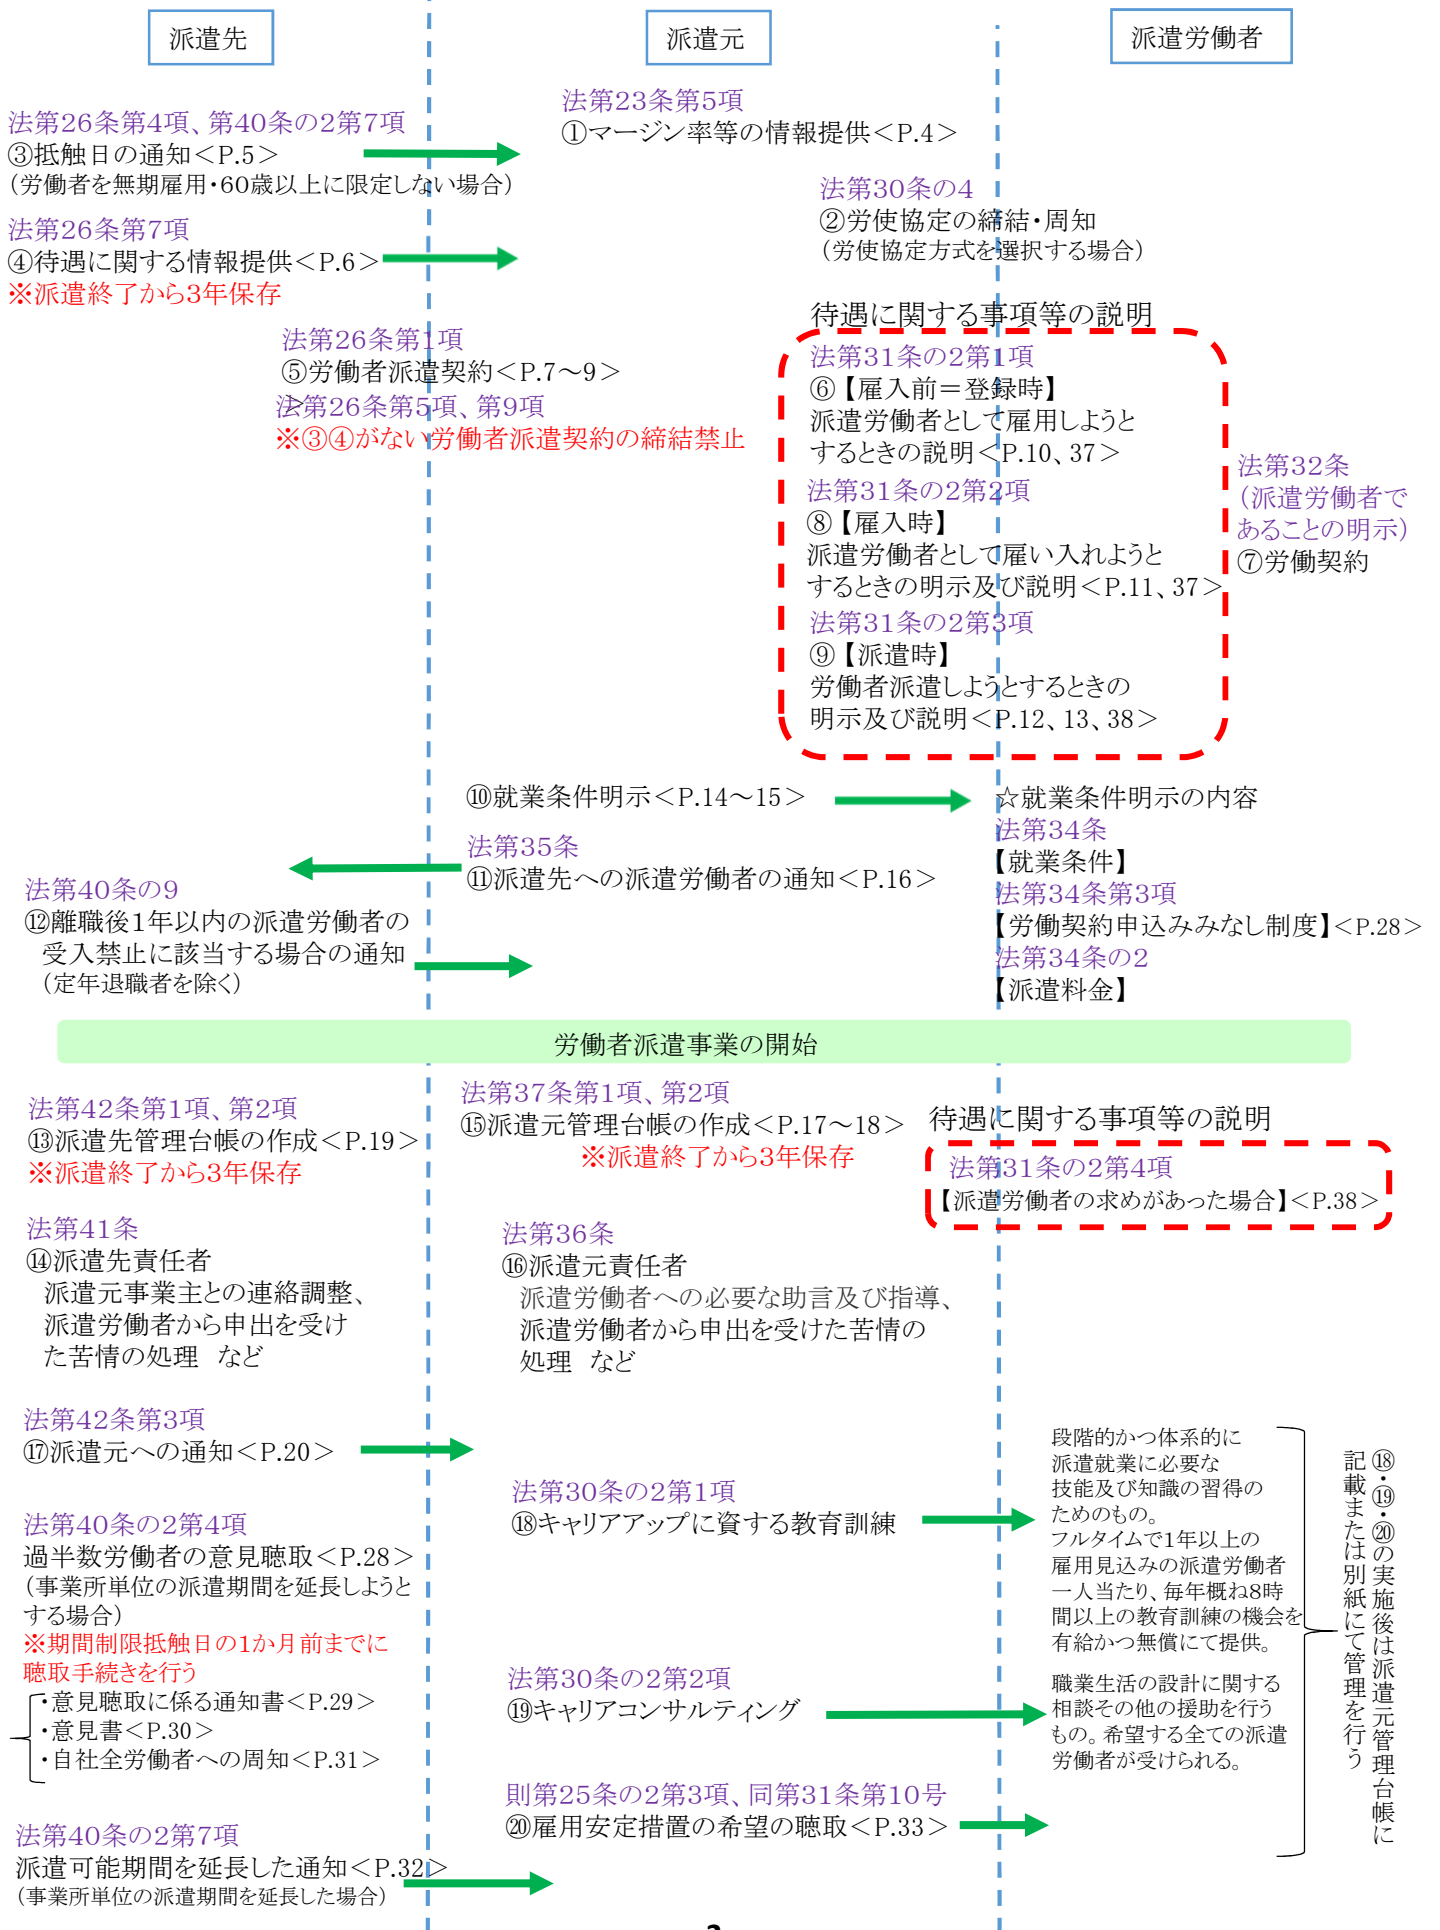 派遣先
派遣元
派遣労働者
法第23条第5項
①マージン率等の情報提供＜P.4＞
法第26条第4項、第40条の2第7項
③抵触日の通知＜P.5＞
（労働者を無期雇用・60歳以上に限定しない場合）
法第30条の4
②労使協定の締結・周知
（労使協定方式を選択する場合）
法第26条第7項
④待遇に関する情報提供＜P.6＞
※派遣終了から3年保存
法第26条第1項
⑤労働者派遣契約＜P.7～9＞
＞
法第26条第5項、第9項
※③④がない労働者派遣契約の締結禁止
待遇に関する事項等の説明
法第31条の2第1項
⑥【雇入前＝登録時】
派遣労働者として雇用しようと
するときの説明＜P.10、37＞
法第31条の2第2項
⑧【雇入時】
派遣労働者として雇い入れようと
するときの明示及び説明＜P.11、37＞
法第31条の2第3項
⑨【派遣時】
労働者派遣しようとするときの
明示及び説明＜P.12、13、38＞
法第32条
（派遣労働者で
あることの明示）
⑦労働契約
⑩就業条件明示＜P.14～15＞
☆就業条件明示の内容
法第34条
【就業条件】
法第34条第3項
【労働契約申込みみなし制度】＜P.28＞
法第34条の2
【派遣料金】
法第35条
⑪派遣先への派遣労働者の通知＜P.16＞
法第40条の9
⑫離職後1年以内の派遣労働者の
受入禁止に該当する場合の通知
（定年退職者を除く）
労働者派遣事業の開始
法第42条第1項、第2項
⑬派遣先管理台帳の作成＜P.19＞
※派遣終了から3年保存
法第37条第1項、第2項
⑮派遣元管理台帳の作成＜P.17～18＞
※派遣終了から3年保存
待遇に関する事項等の説明
法第31条の2第4項
【派遣労働者の求めがあった場合】＜P.38＞
法第41条
⑭派遣先責任者
派遣元事業主との連絡調整、
派遣労働者から申出を受け
た苦情の処理　など
法第36条
⑯派遣元責任者
派遣労働者への必要な助言及び指導、
派遣労働者から申出を受けた苦情の
処理　など
法第42条第3項
⑰派遣元への通知＜P.20＞
法第30条の2第1項
⑱キャリアアップに資する教育訓練
段階的かつ体系的に
派遣就業に必要な
技能及び知識の習得の
ためのもの。
フルタイムで1年以上の
雇用見込みの派遣労働者
一人当たり、毎年概ね8時
間以上の教育訓練の機会を
有給かつ無償にて提供。
法第40条の2第4項
過半数労働者の意見聴取＜P.28＞
（事業所単位の派遣期間を延長しようと
する場合）
※期間制限抵触日の1か月前までに
聴取手続きを行う
・意見聴取に係る通知書＜P.29＞
・意見書＜P.30＞
・自社全労働者への周知＜P.31＞
法第30条の2第2項
⑲キャリアコンサルティング
職業生活の設計に関する
相談その他の援助を行う
もの。希望する全ての派遣
労働者が受けられる。
則第25条の2第3項、同第31条第10号
⑳雇用安定措置の希望の聴取＜P.33＞
⑱・⑲・⑳の実施後は派遣元管理台帳に
記載または別紙にて管理を行う
法第40条の2第7項
派遣可能期間を延長した通知＜P.32＞
（事業所単位の派遣期間を延長した場合）